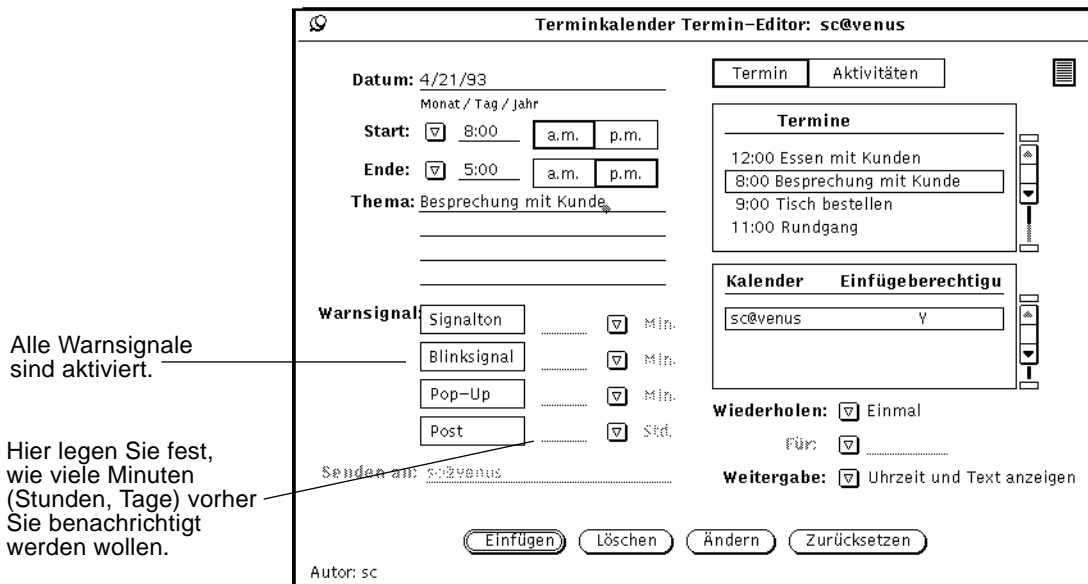 Terminkalender Termin-Editor: sc@venus
Datum: 4/21/93
Monat / Tag / Jahr
Start: 8:00 a.m. p.m.
Ende: 5:00 a.m. p.m.
Thema: Besprechung mit Kunde
Warnsignal:
Signalton Min.
Blinksignal Min.
Pop-Up Min.
Post Std.
Senden an: sc@venus
Termin Aktivitäten
Termine
12:00 Essen mit Kunden
8:00 Besprechung mit Kunde
9:00 Tisch bestellen
11:00 Rundgang
Kalender Einfügeberechtigu
sc@venus Y
Wiederholen: Einmal
Für:
Weitergabe: Uhrzeit und Text anzeigen
Einfügen Löschen Ändern Zurücksetzen
Autor: sc
Alle Warnsignale
sind aktiviert.
Hier legen Sie fest,
wie viele Minuten
(Stunden, Tage) vorher
Sie benachrichtigt
werden wollen.